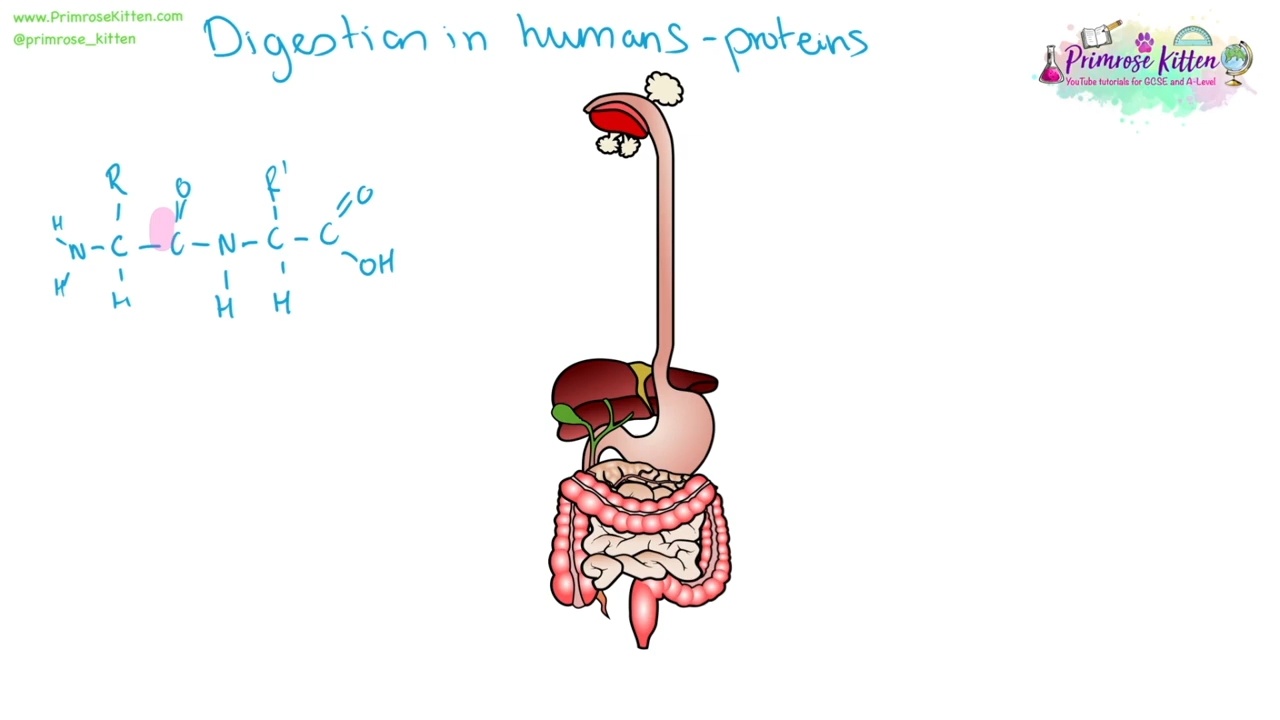 www.PrimroseKitten.com
@primrose_kitten
Digestion in humans - proteins
Primrose Kitten
YouTube tutorials for GCSE and A-Level
R O R' O
H
N - C - C - N - C - C
H H H H OH